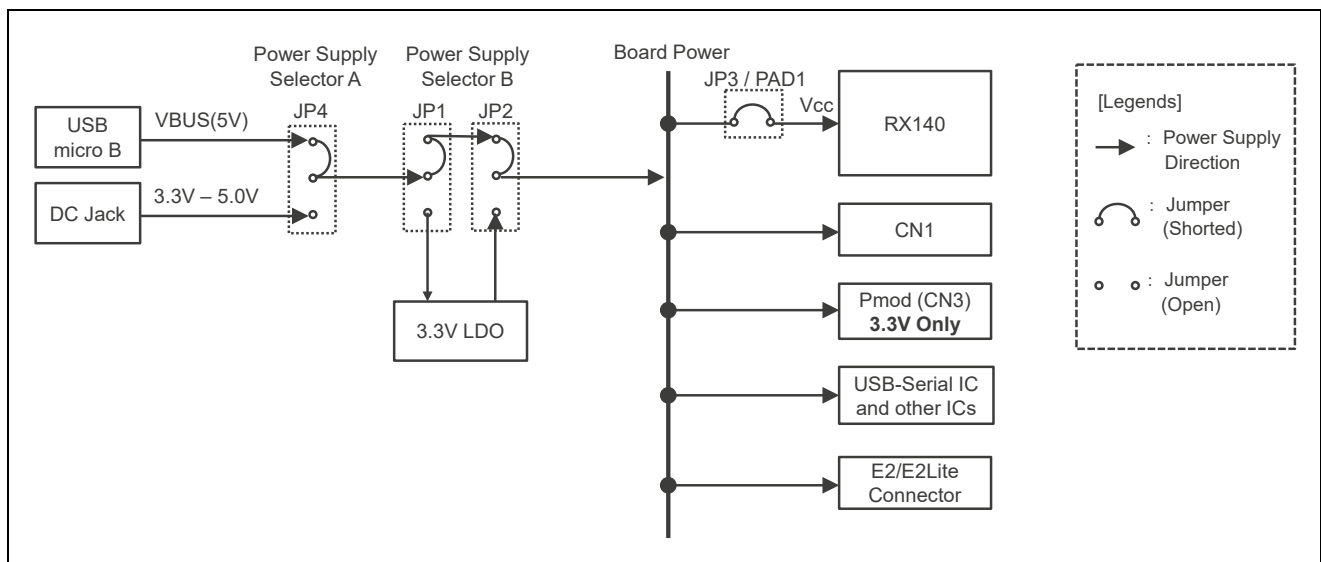 Power Supply
Selector A
Power Supply
Selector B
Board Power
JP4
JP1
JP2
JP3 / PAD1
Vcc
USB
micro B
VBUS(5V)
DC Jack
3.3V – 5.0V
3.3V LDO
RX140
CN1
Pmod (CN3)
3.3V Only
USB-Serial IC
and other ICs
E2/E2Lite
Connector
[Legends]
: Power Supply
Direction
: Jumper
(Shorted)
: Jumper
(Open)